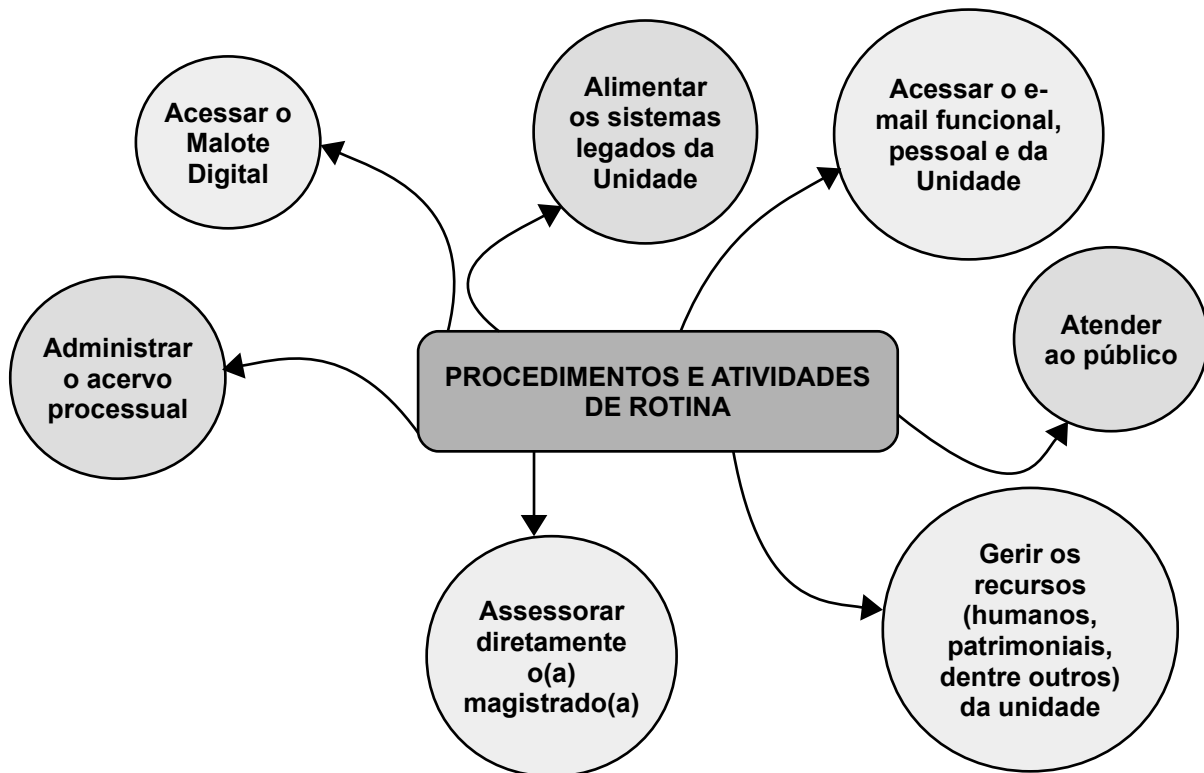 Acessar o
Malote
Digital
Alimentar
os sistemas
legados da
Unidade
Acessar o e-
mail funcional,
pessoal e da
Unidade
Atender
ao público
Administrar
o acervo
processual
PROCEDIMENTOS E ATIVIDADES
DE ROTINA
Assessorar
diretamente
o(a)
magistrado(a)
Gerir os
recursos
(humanos,
patrimoniais,
dentre outros)
da unidade